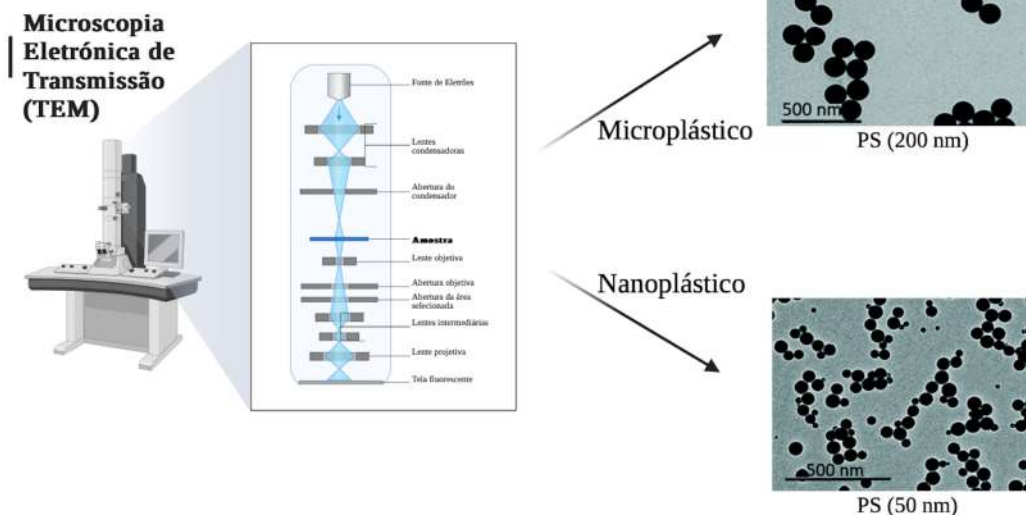 Microscopia
Eletrónica de
Transmissão
(TEM)
Fonte de Eletrões
Lentes
condensadoras
Abertura do
condensador
Amostra
Lente objetiva
Abertura objetiva
Abertura da área
selecionada
Lentes intermediárias
Lente projetiva
Tela fluorescente
Microplástico
500 nm
PS (200 nm)
Nanoplástico
500 nm
PS (50 nm)